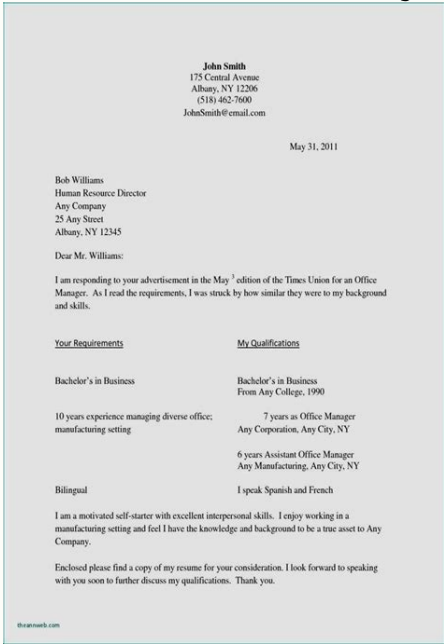 John Smith
175 Central Avenue
Albany, NY 12206
(518) 462-7600
JohnSmith@email.com
May 31, 2011
Bob Williams
Human Resource Director
Any Company
25 Any Street
Albany, NY 12345
Dear Mr. Williams:
I am responding to your advertisement in the May 3 edition of the Times Union for an Office
Manager. As I read the requirements, I was struck by how similar they were to my background
and skills.
Your Requirements
My Qualifications
Bachelor's in Business
Bachelor's in Business
From Any College, 1990
10 years experience managing diverse office;
manufacturing setting
7 years as Office Manager
Any Corporation, Any City, NY
6 years Assistant Office Manager
Any Manufacturing, Any City, NY
Bilingual
I speak Spanish and French
I am a motivated self-starter with excellent interpersonal skills. I enjoy working in a
manufacturing setting and feel I have the knowledge and background to be a true asset to Any
Company.
Enclosed please find a copy of my resume for your consideration. I look forward to speaking
with you soon to further discuss my qualifications. Thank you.
theannweb.com